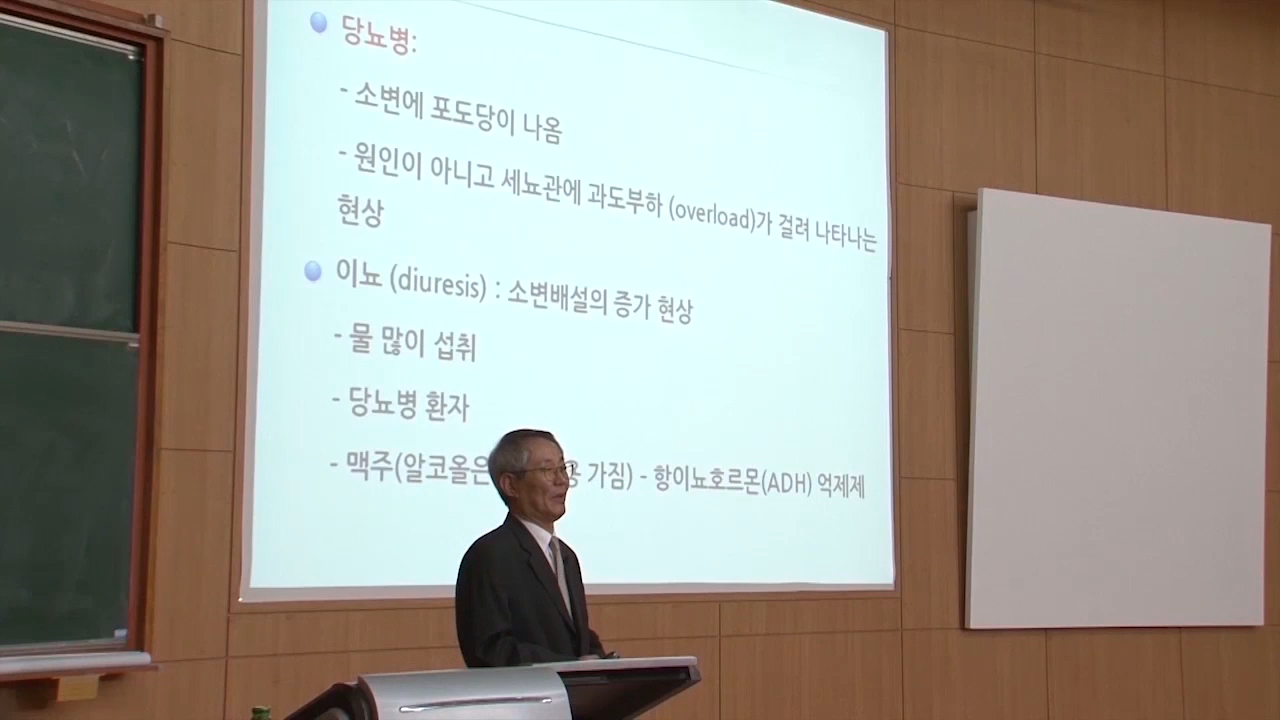 당뇨병:
- 소변에 포도당이 나옴
- 원인이 아니고 세뇨관에 과도부하 (overload)가 걸려 나타나는
현상
이뇨 (diuresis) : 소변배설의 증가 현상
- 물 많이 섭취
- 당뇨병 환자
- 맥주(알코올은 가짐) - 항이뇨호르몬(ADH) 억제제